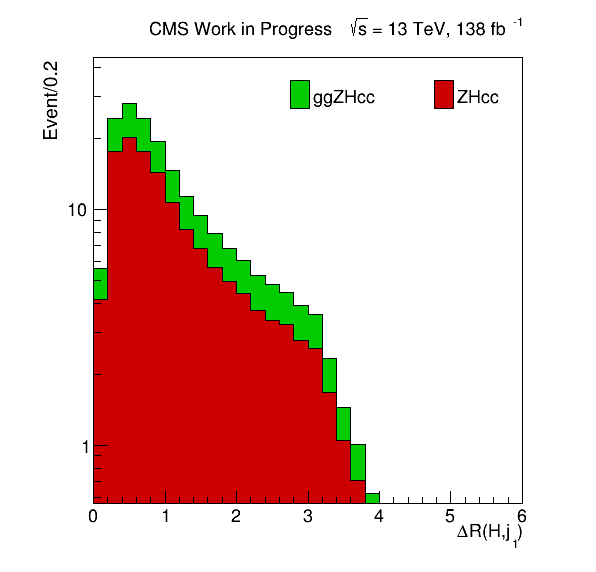 CMS Work in Progress √s = 13 TeV, 138 fb⁻¹
Event/0.2
ggZHcc ZHcc
10
1
0 1 2 3 4 5 6
ΔR(H,j₁)